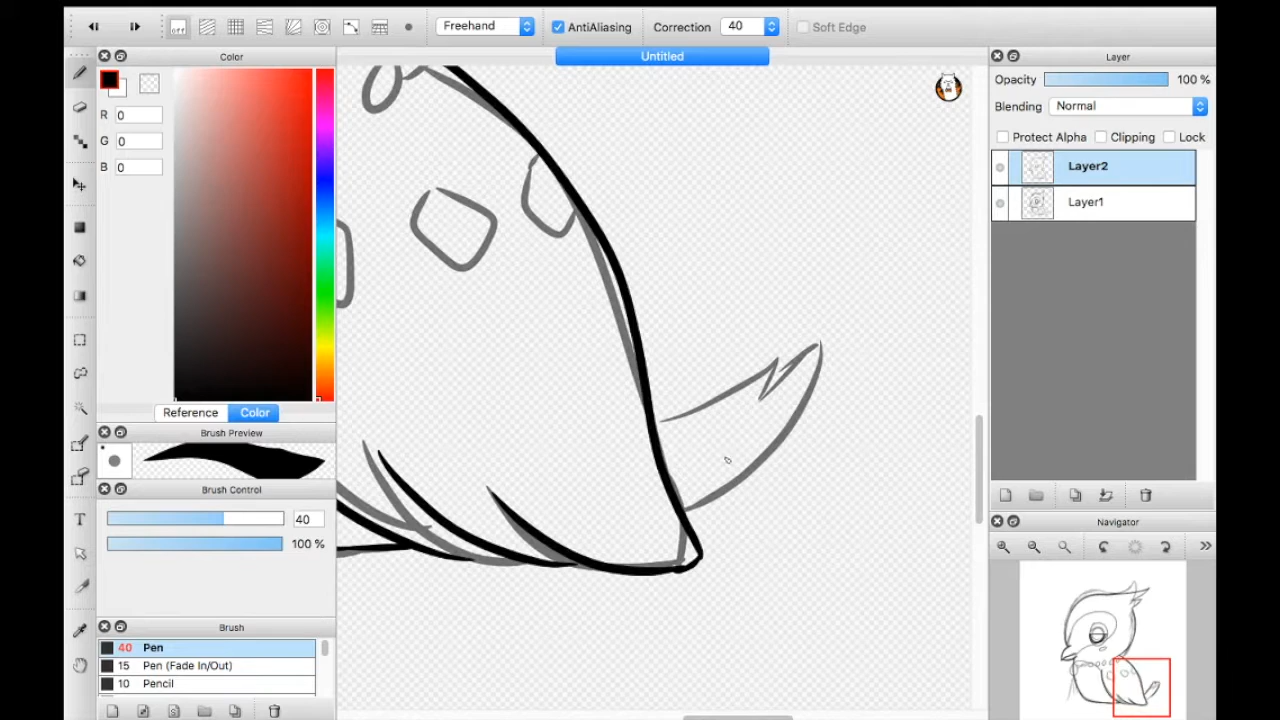 off
Freehand
AntiAliasing
Correction
40
Soft Edge
Color
Untitled
Layer
R 0
G 0
B 0
Opacity 100 %
Blending Normal
Protect Alpha
Clipping
Lock
Layer2
Layer1
Reference
Color
Brush Preview
Brush Control
40
100 %
T
Navigator
Brush
40 Pen
15 Pen (Fade In/Out)
10 Pencil